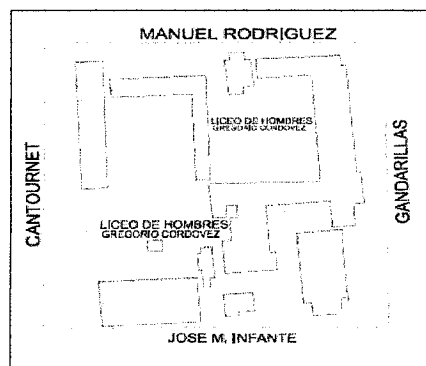 MANUEL RODRIGUEZ
LICEO DE HOMBRES
GREGORIO CORDOVEZ
CANTOURNET
GANDARILLAS
LICEO DE HOMBRES
GREGORIO CORDOVEZ
JOSE M. INFANTE